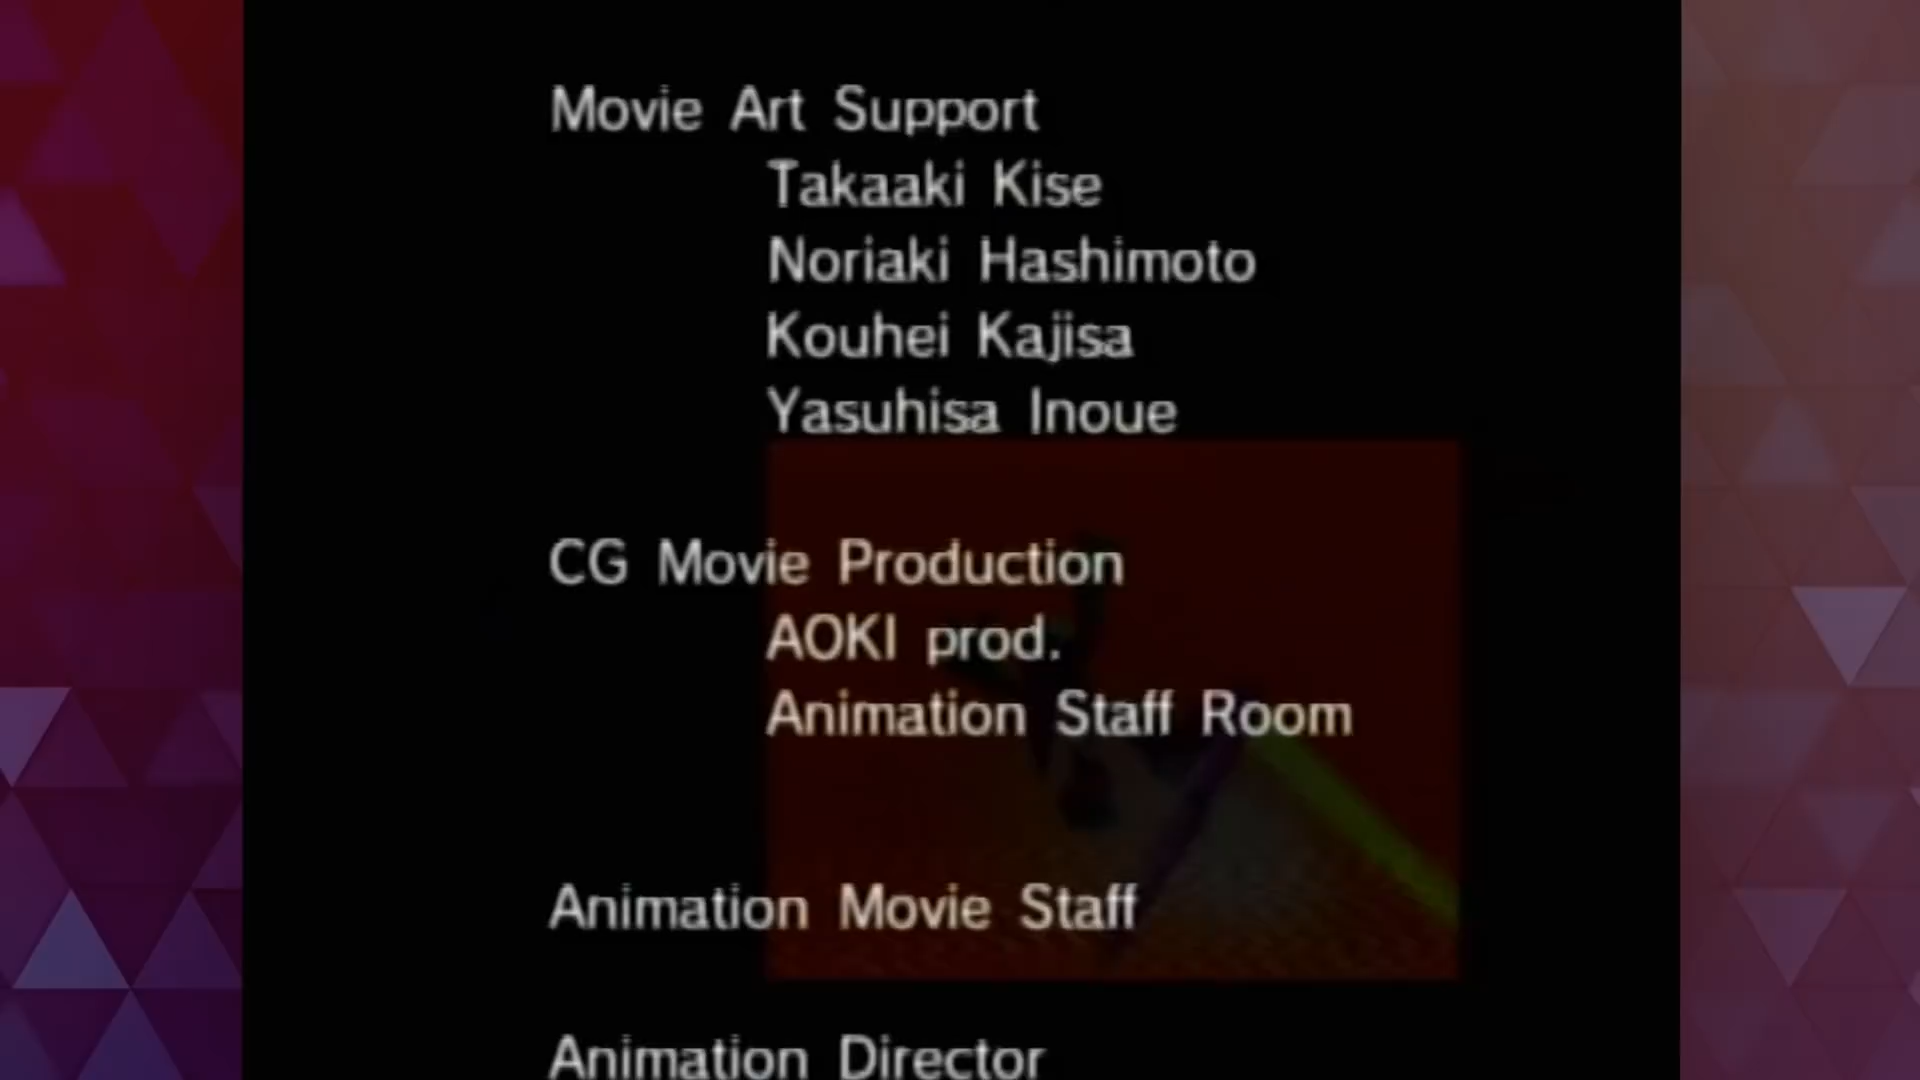 Movie Art Support
Takaaki Kise
Noriaki Hashimoto
Kouhei Kajisa
Yasuhisa Inoue
CG Movie Production
AOKI prod.
Animation Staff Room
Animation Movie Staff
Animation Director